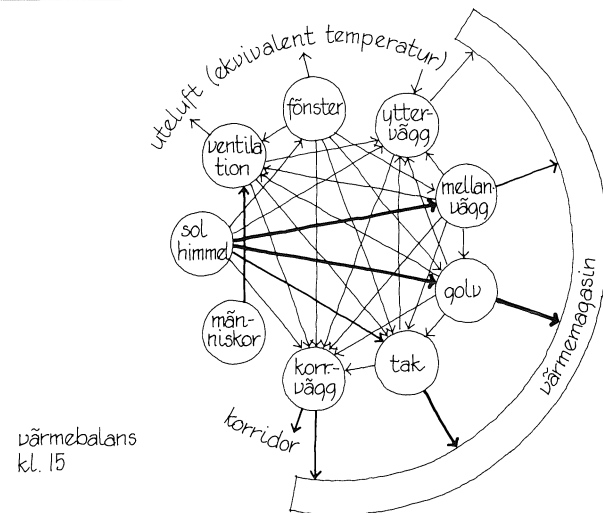 uteluft (ekvivalent temperatur)
fönster
ytter-
vägg
ventila
tion
mellan-
vägg
sol
himmel
golv
män-
niskor
korr.-
vägg
tak
värmemagasin
korridor
värmebalans
kl. 15